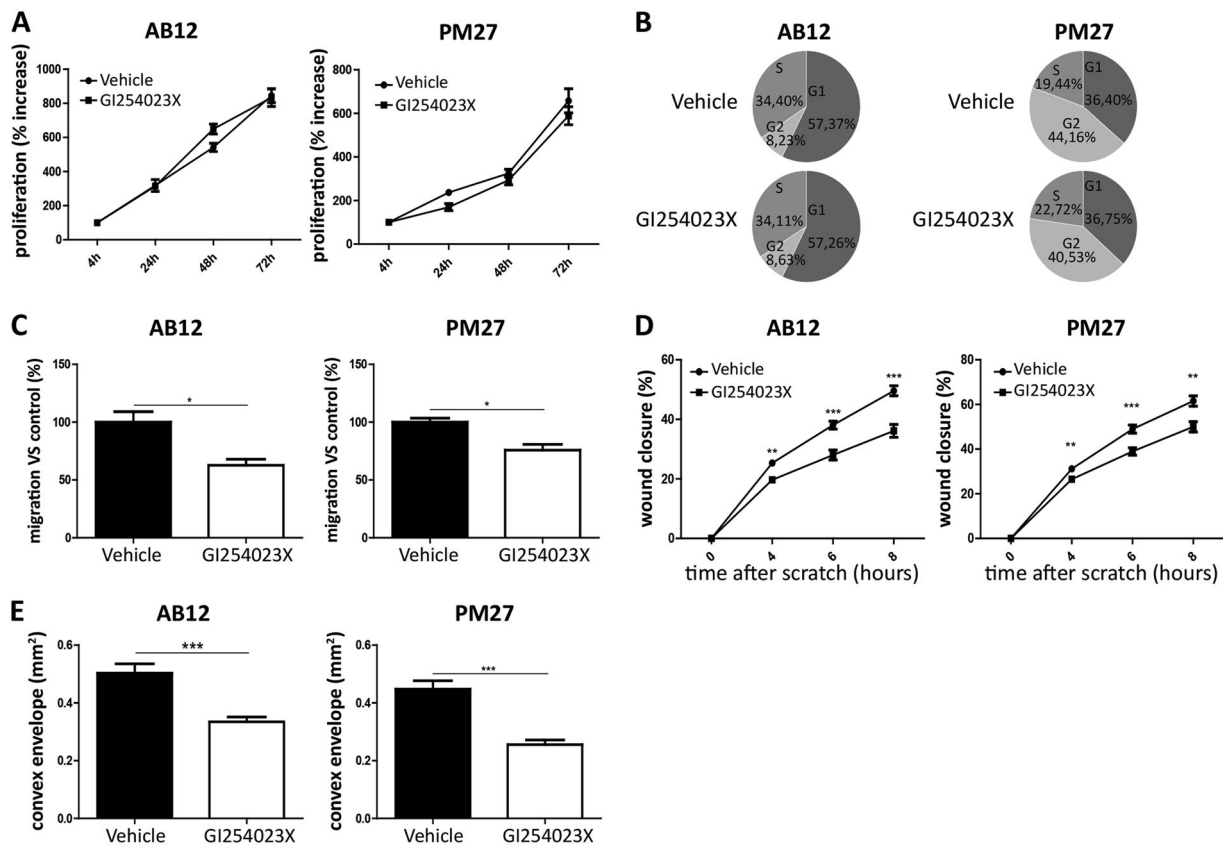 A
AB12
proliferation (% increase)
1000
800
600
400
200
0
Vehicle
GI254023X
4h
24h
48h
72h
PM27
proliferation (% increase)
800
600
400
200
0
Vehicle
GI254023X
4h
24h
48h
72h
B
AB12
PM27
Vehicle
S
34,40%
G1
57,37%
G2
8,23%
S
19,44%
G1
36,40%
G2
44,16%
Vehicle
GI254023X
S
34,11%
G1
57,26%
G2
8,63%
GI254023X
S
22,72%
G1
36,75%
G2
40,53%
C
AB12
migration VS control (%)
150
100
50
0
*
Vehicle
GI254023X
PM27
migration VS control (%)
150
100
50
0
*
Vehicle
GI254023X
D
AB12
wound closure (%)
60
40
20
0
Vehicle
GI254023X
**
***
***
0
4
6
8
time after scratch (hours)
PM27
wound closure (%)
80
60
40
20
0
Vehicle
GI254023X
**
***
**
0
4
6
8
time after scratch (hours)
E
AB12
convex envelope (mm²)
0.6
0.4
0.2
0.0
***
Vehicle
GI254023X
PM27
convex envelope (mm²)
0.6
0.4
0.2
0.0
***
Vehicle
GI254023X